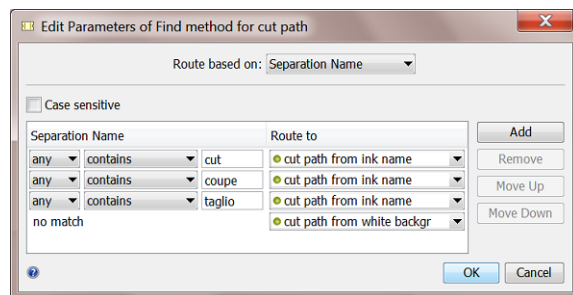 Edit Parameters of Find method for cut path
Route based on: Separation Name
Case sensitive
Separation Name Route to Add
any contains cut cut path from ink name Remove
any contains coupe cut path from ink name Move Up
any contains taglio cut path from ink name Move Down
no match cut path from white backgr
OK Cancel